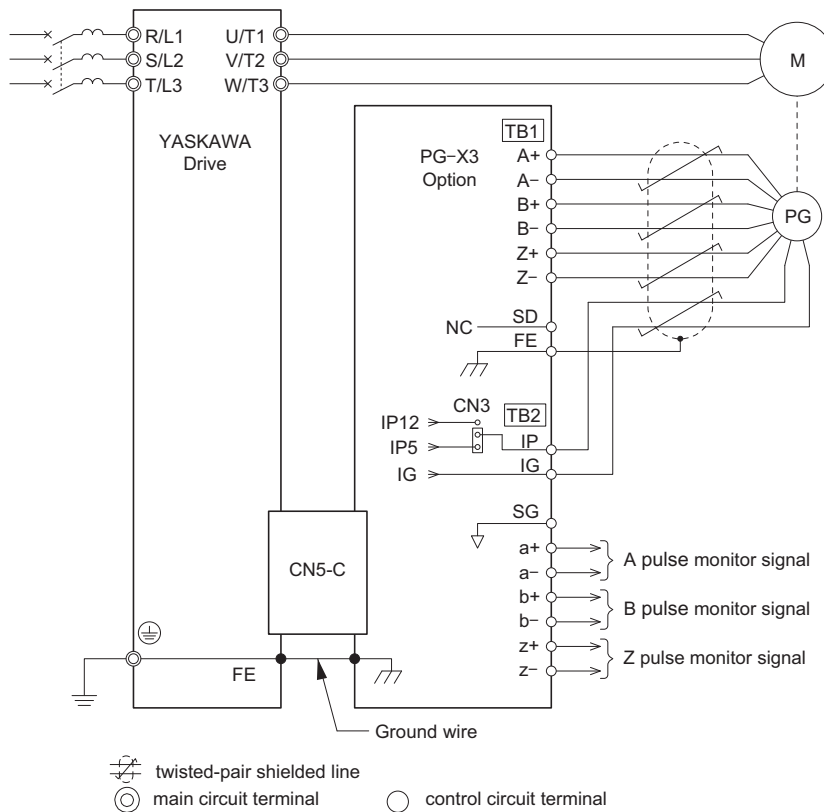 R/L1 U/T1
S/L2 V/T2
T/L3 W/T3
M
YASKAWA
Drive
PG-X3
Option
TB1
A+
A-
B+
B-
Z+
Z-
PG
NC
SD
FE
CN3
TB2
IP12
IP
IP5
IG
IG
SG
CN5-C
a+
a-
A pulse monitor signal
b+
b-
B pulse monitor signal
z+
z-
Z pulse monitor signal
FE
Ground wire
twisted-pair shielded line
main circuit terminal
control circuit terminal